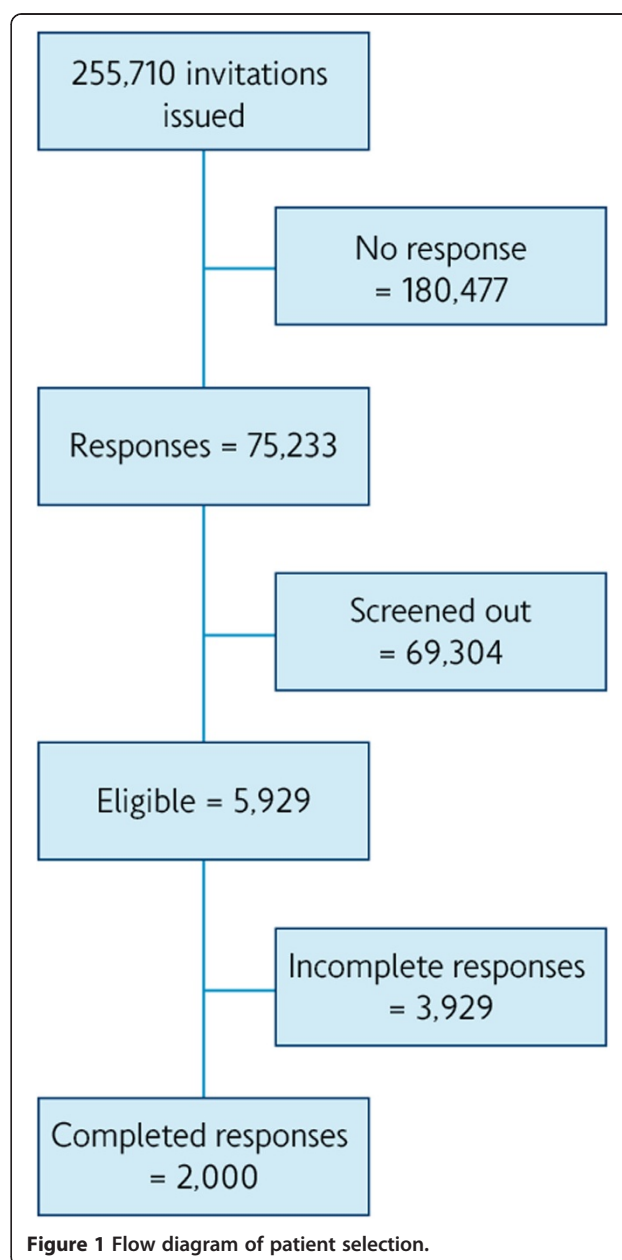 255,710 invitations
issued
No response
= 180,477
Responses = 75,233
Screened out
= 69,304
Eligible = 5,929
Incomplete responses
= 3,929
Completed responses
= 2,000
Figure 1 Flow diagram of patient selection.